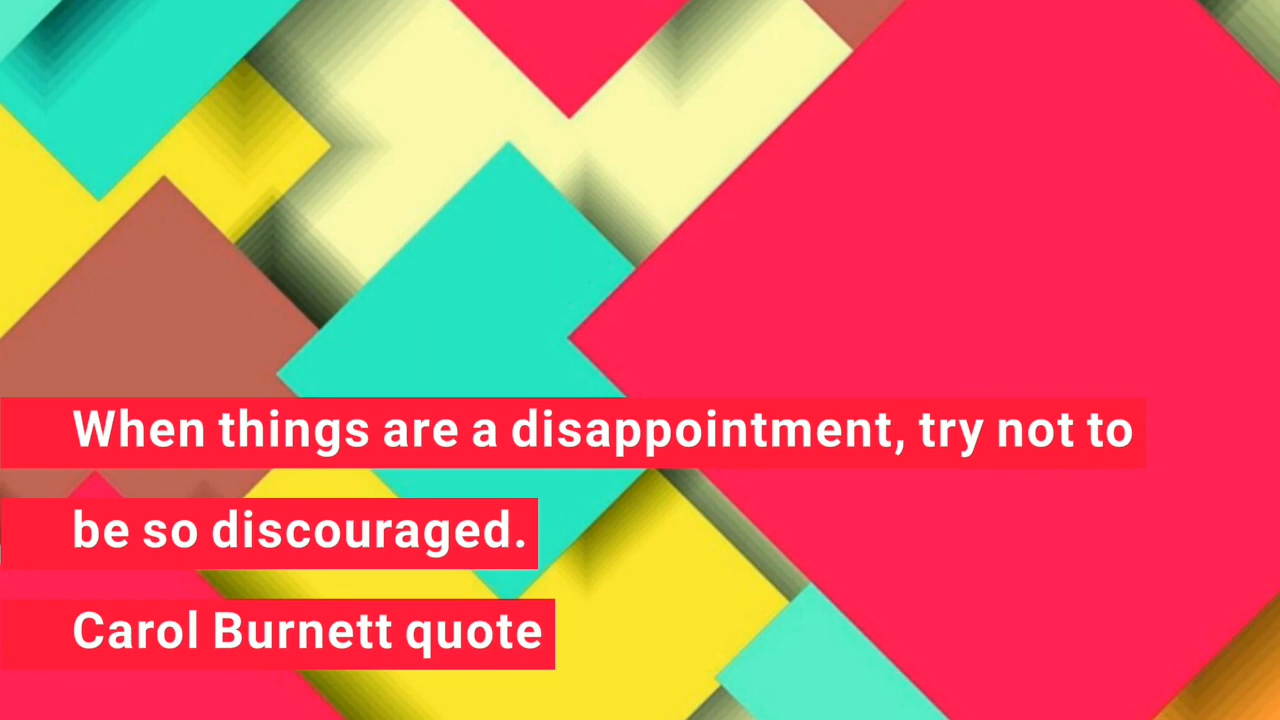 When things are a disappointment, try not to
be so discouraged.
Carol Burnett quote